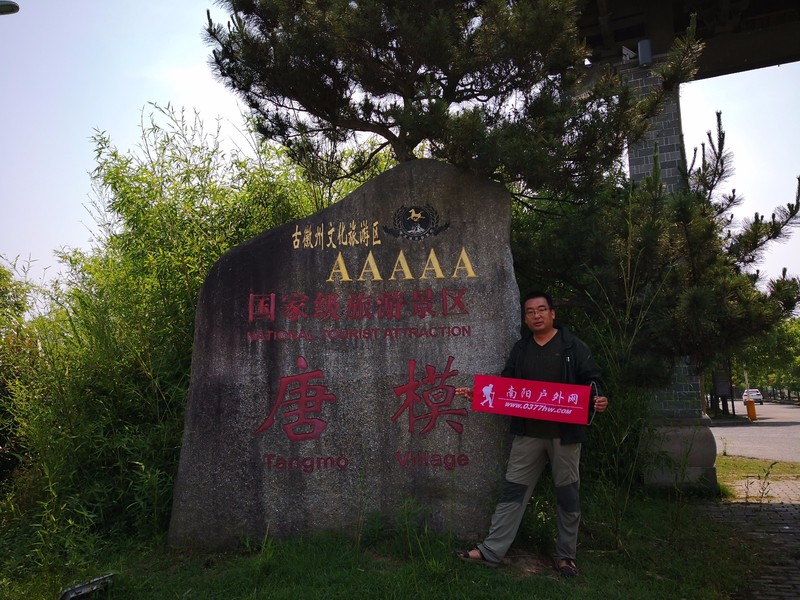 古徽州文化旅游区
AAAAA
国家级旅游景区
NATIONAL TOURIST ATTRACTION
唐模
Tangmo Village
南阳户外网
www.0377hw.com